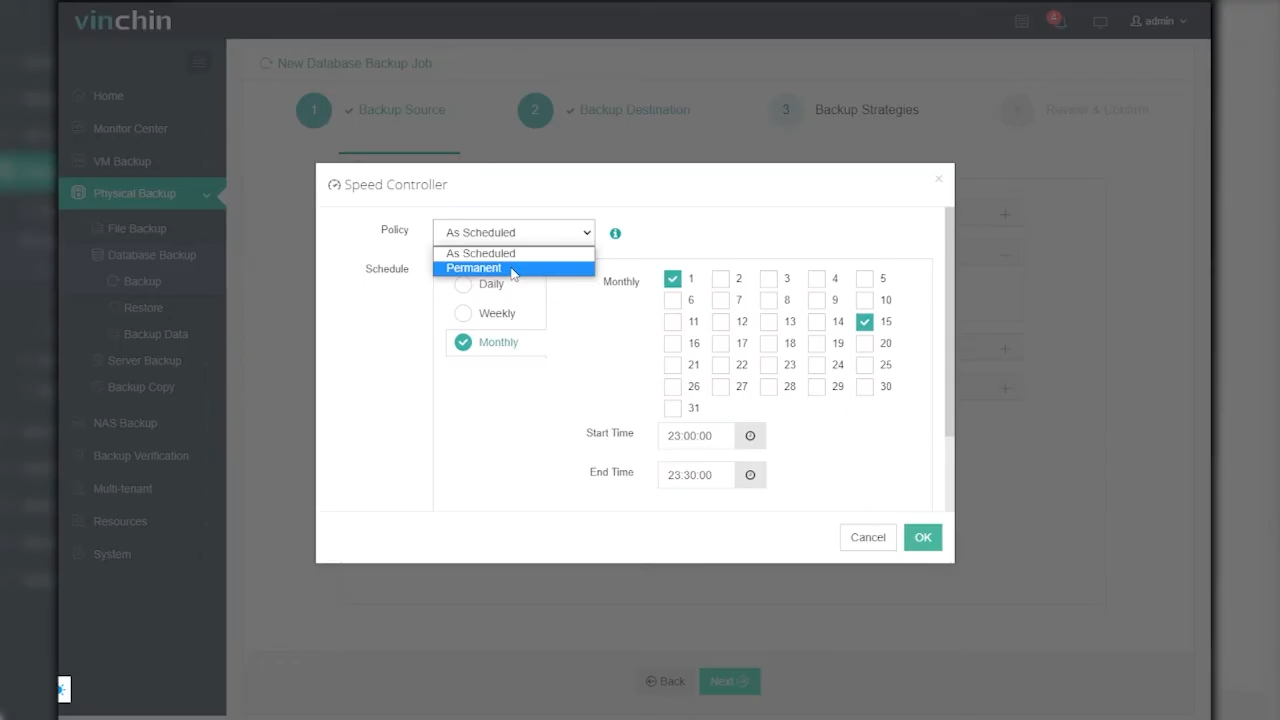 vinchin
4
admin
Home
Monitor Center
VM Backup
Physical Backup
File Backup
Database Backup
Backup
Restore
Backup Data
Server Backup
Backup Copy
NAS Backup
Backup Verification
Multi-tenant
Resources
System
New Database Backup Job
1 Backup Source
2 Backup Destination
3 Backup Strategies
4 Review & Confirm
Speed Controller
×
Policy
As Scheduled
As Scheduled
Permanent
Schedule
Daily
Weekly
Monthly
Monthly
1 2 3 4 5
6 7 8 9 10
11 12 13 14 15
16 17 18 19 20
21 22 23 24 25
26 27 28 29 30
31
Start Time 23:00:00
End Time 23:30:00
Cancel OK
Back Next